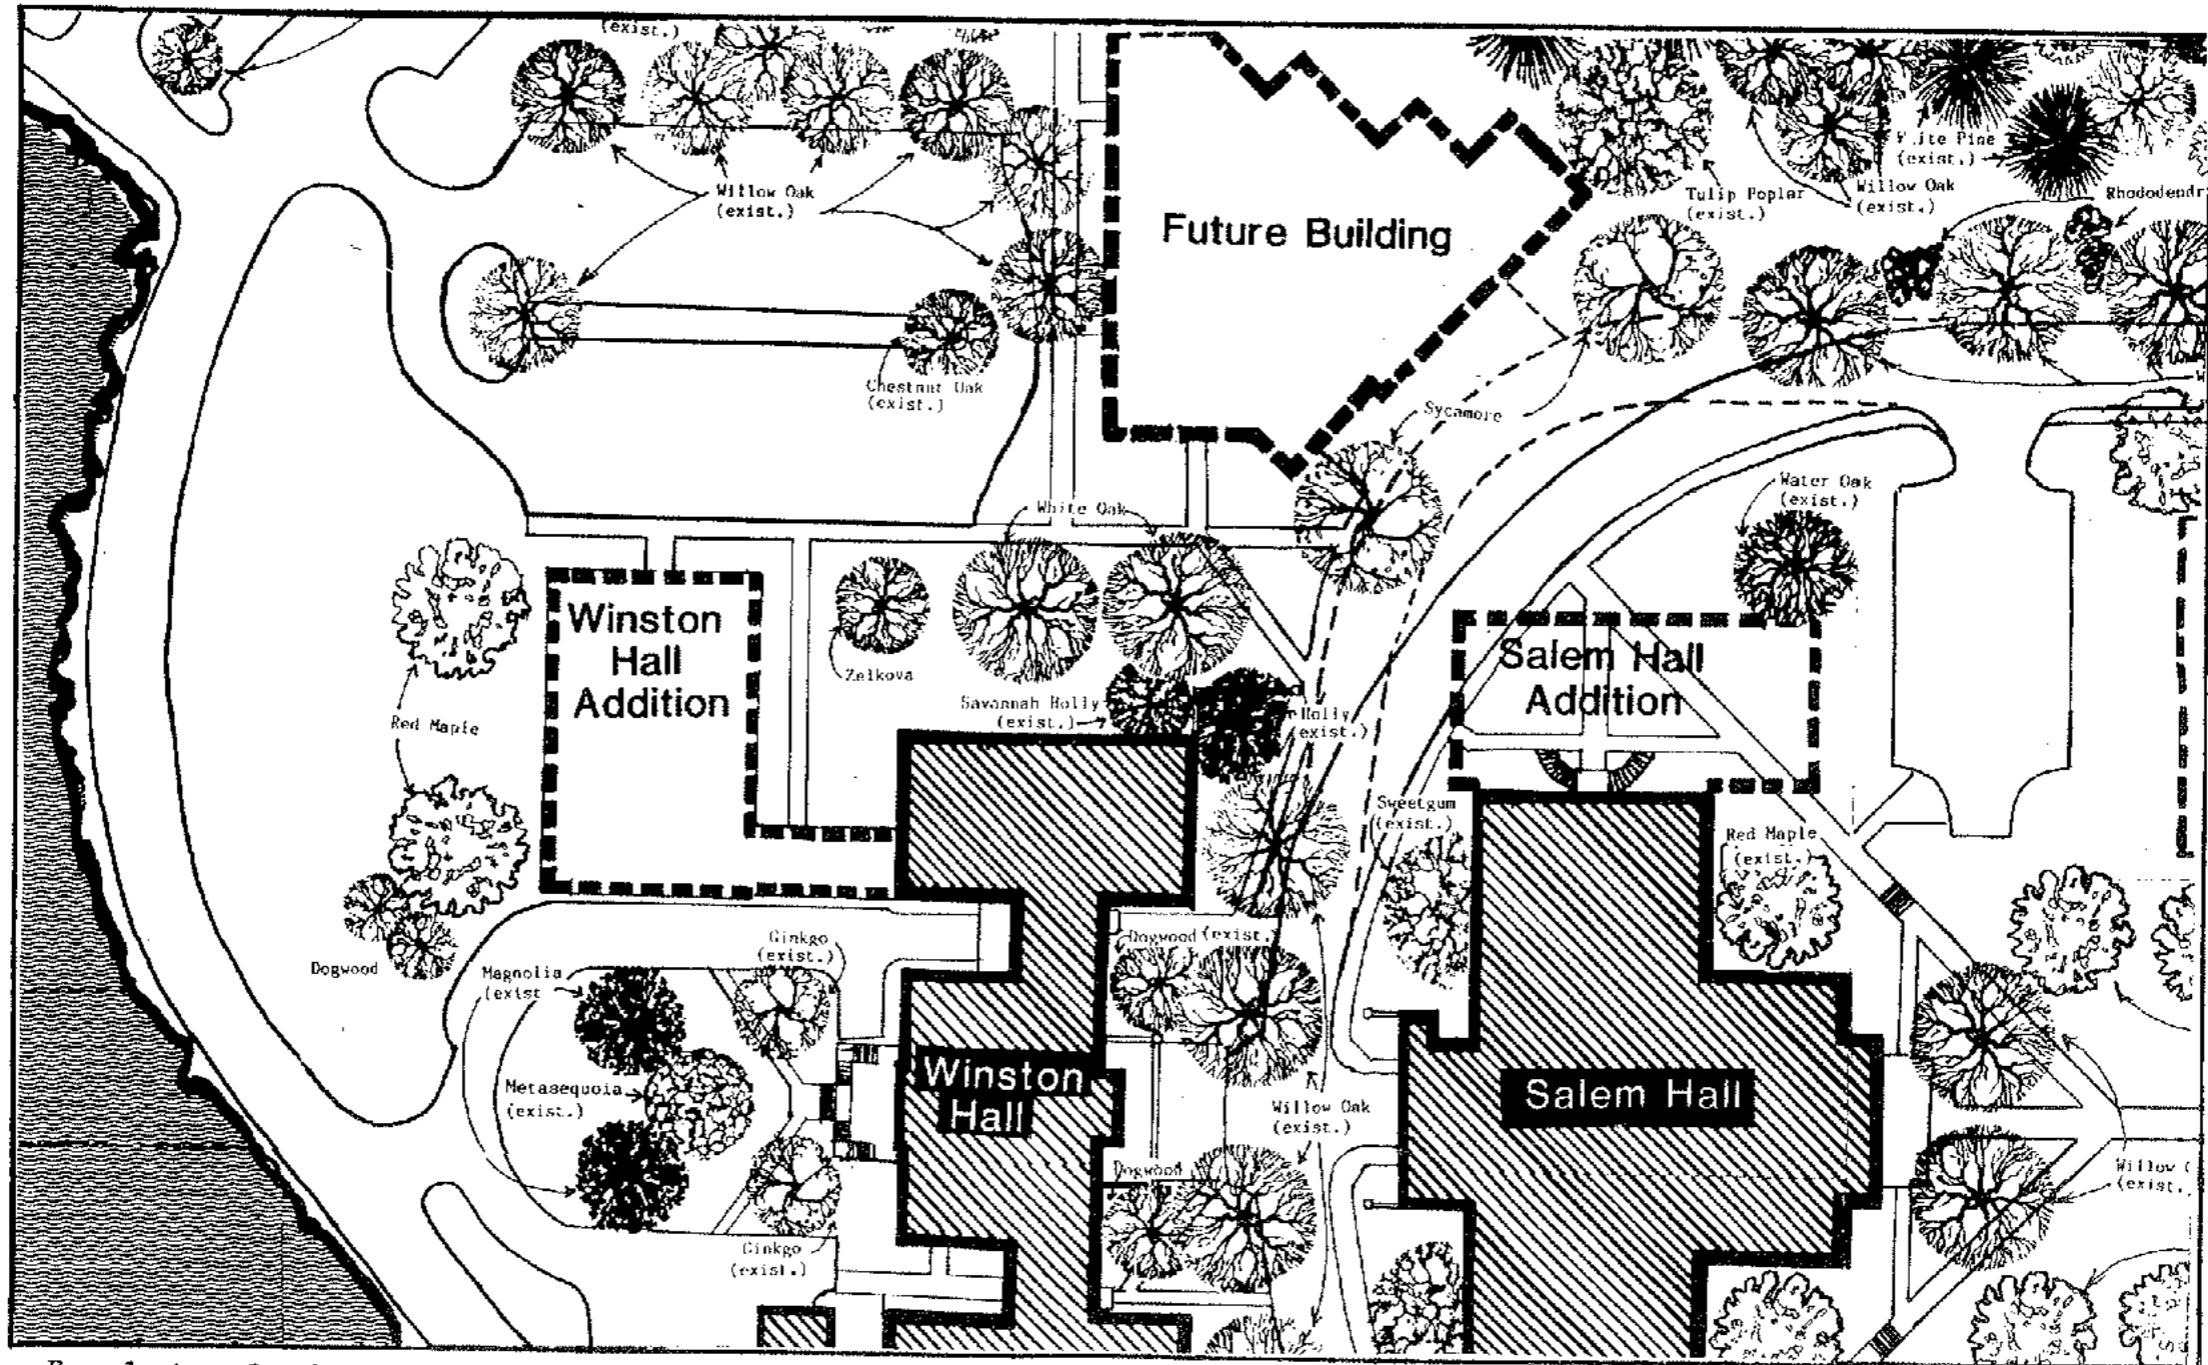 (exist.)
Willow Oak
(exist.)
Future Building
(exist.)
Tulip Poplar
(exist.)
Willow Oak
(exist.)
Chestnut Oak
(exist.)
Sycamore
White Oak
Water Oak
(exist.)
Winston
Hall
Addition
Zelkova
Savannah Holly
(exist.)
Holly
(exist.)
Salem Hall
Addition
Red Maple
Sweetgum
(exist.)
Red Maple
(exist.)
Dogwood
Magnolia
(exist
Ginkgo
(exist.)
Dogwood (exist.
Metasequoia
(exist.)
Winston
Hall
Willow Oak
(exist.)
Salem Hall
Dogwood
Willow
(exist.
Ginkgo
(exist.)